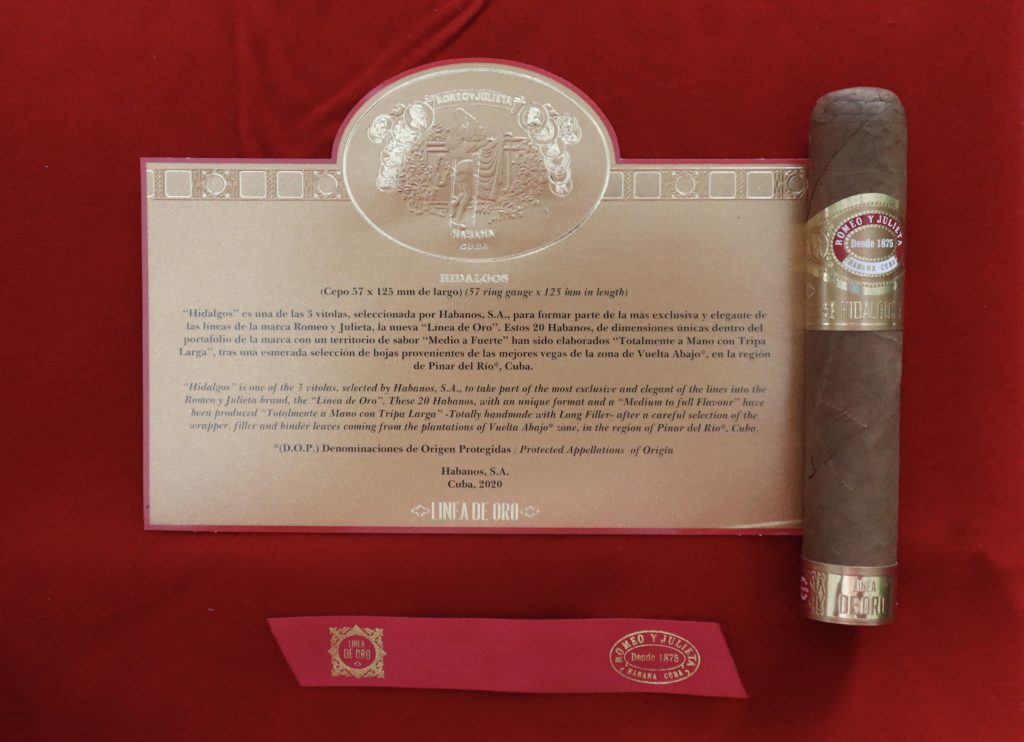 ROMEO Y JULIETA
HABANA
CUBA
HIDALGOS
(Cepo 57 x 125 mm de largo) (57 ring gauge x 125 mm in length)
"Hidalgos" es una de las 3 vitolas, seleccionada por Habanos, S.A., para formar parte de la más exclusiva y elegante de
las líneas de la marca Romeo y Julieta, la nueva "Línea de Oro". Estos 20 Habanos, de dimensiones únicas dentro del
portafolio de la marca con un territorio de sabor "Medio a Fuerte" han sido elaborados "Totalmente a Mano con Tripa
Larga", tras una esmerada selección de hojas provenientes de las mejores vegas de la zona de Vuelta Abajo*, en la región
de Pinar del Río*, Cuba.
"Hidalgos" is one of the 3 vitolas, selected by Habanos, S.A., to take part of the most exclusive and elegant of the lines into the
Romeo y Julieta brand, the "Línea de Oro". These 20 Habanos, with an unique format and a "Medium to full Flavour" have
been produced "Totalmente a Mano con Tripa Larga" -Totally handmade with Long Filler- after a careful selection of the
wrapper, filler and binder leaves coming from the plantations of Vuelta Abajo* zone, in the region of Pinar del Río*, Cuba.
*(D.O.P.) Denominaciones de Origen Protegidas / Protected Appellations of Origin
Habanos, S.A.
Cuba, 2020
LINEA DE ORO
ROMEO Y JULIETA
Desde 1875
HABANA · CUBA
HIDALGOS
LINEA
DE ORO
LINEA
DE ORO
ROMEO Y JULIETA
Desde 1875
HABANA · CUBA